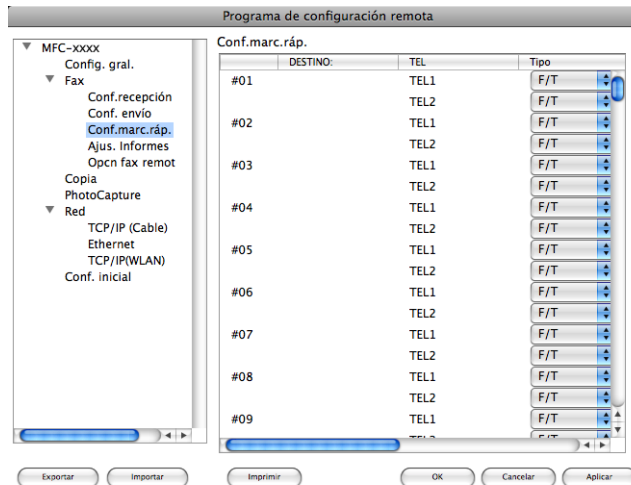 Programa de configuración remota
MFC-xxxx
Config. gral.
Fax
Conf.recepción
Conf. envío
Conf.marc.ráp.
Ajus. Informes
Opcn fax remot
Copia
PhotoCapture
Red
TCP/IP (Cable)
Ethernet
TCP/IP(WLAN)
Conf. inicial
Conf.marc.ráp.
DESTINO: TEL Tipo
#01 TEL1 F/T
TEL2 F/T
#02 TEL1 F/T
TEL2 F/T
#03 TEL1 F/T
TEL2 F/T
#04 TEL1 F/T
TEL2 F/T
#05 TEL1 F/T
TEL2 F/T
#06 TEL1 F/T
TEL2 F/T
#07 TEL1 F/T
TEL2 F/T
#08 TEL1 F/T
TEL2 F/T
#09 TEL1 F/T
TEL2 F/T
Exportar Importar Imprimir OK Cancelar Aplicar